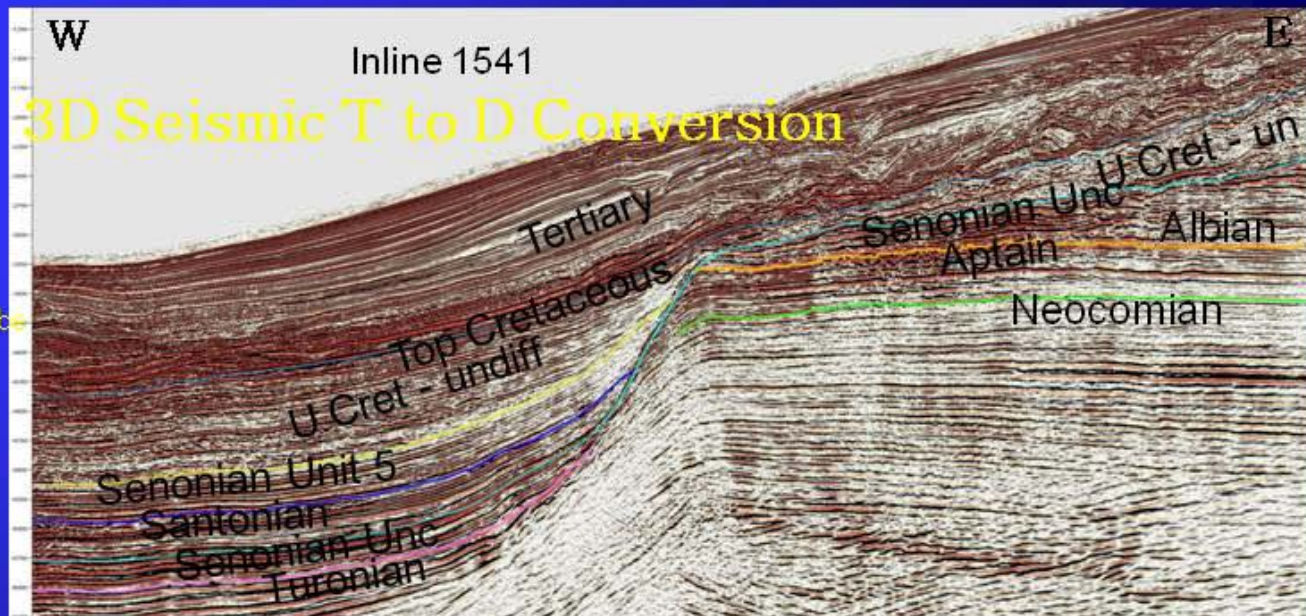 W
E
Inline 1541
3D Seismic T to D Conversion
U Cret - un
Tertiary
Senonian Unc
Albian
Aptain
Neocomian
Top Cretaceous
U Cret - undiff
Senonian Unit 5
Santonian
Senonian Unc
Turonian